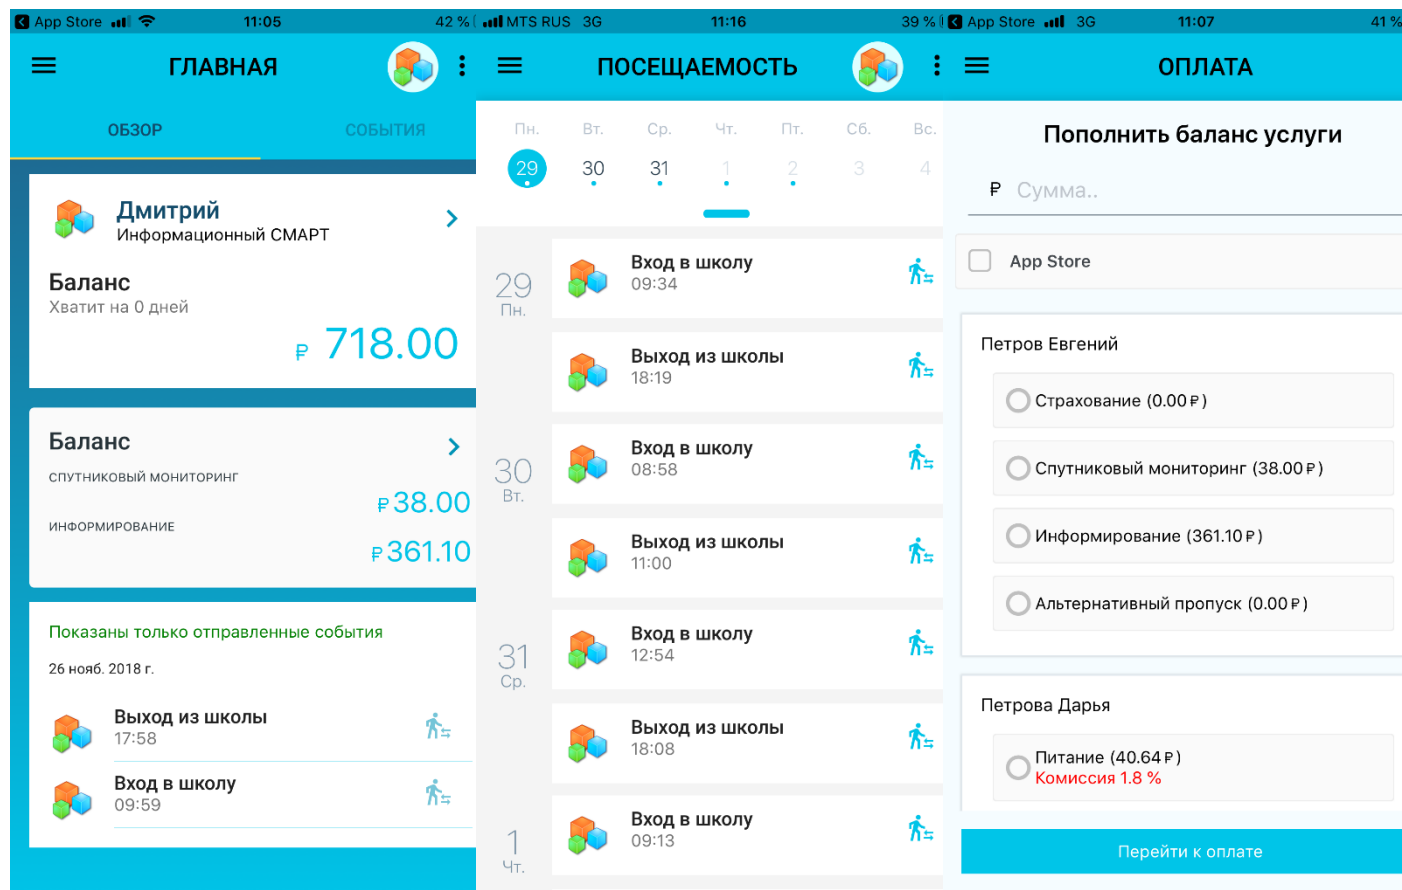 App Store 11:05 42 %
ГЛАВНАЯ
ОБЗОР СОБЫТИЯ
Дмитрий
Информационный СМАРТ
Баланс
Хватит на 0 дней
₽ 718.00
Баланс
СПУТНИКОВЫЙ МОНИТОРИНГ
₽ 38.00
ИНФОРМИРОВАНИЕ
₽ 361.10
Показаны только отправленные события
26 нояб. 2018 г.
Выход из школы
17:58
Вход в школу
09:59
MTS RUS 3G 11:16 39 %
ПОСЕЩАЕМОСТЬ
Пн. Вт. Ср. Чт. Пт. Сб. Вс.
29 30 31 1 2 3 4
29
Пн.
Вход в школу
09:34
Выход из школы
18:19
30
Вт.
Вход в школу
08:58
Выход из школы
11:00
31
Ср.
Вход в школу
12:54
Выход из школы
18:08
1
Чт.
Вход в школу
09:13
App Store 3G 11:07 41 %
ОПЛАТА
Пополнить баланс услуги
₽ Сумма..
App Store
Петров Евгений
Страхование (0.00 ₽)
Спутниковый мониторинг (38.00 ₽)
Информирование (361.10 ₽)
Альтернативный пропуск (0.00 ₽)
Петрова Дарья
Питание (40.64 ₽)
Комиссия 1.8 %
Перейти к оплате